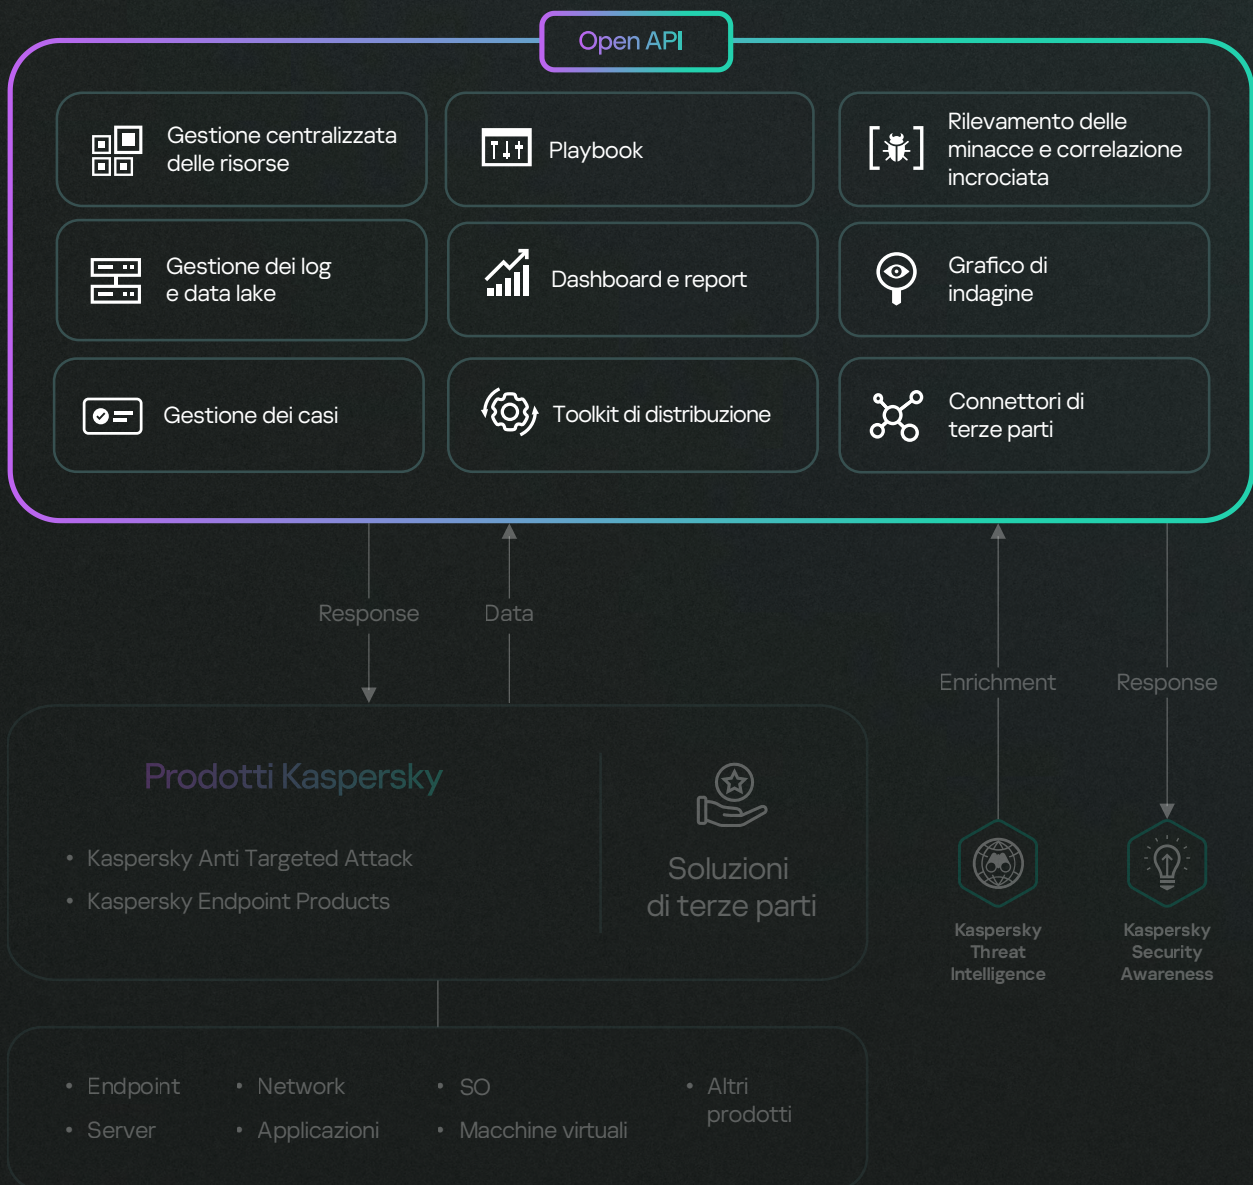 Open API
Gestione centralizzata
delle risorse
Playbook
Rilevamento delle
minacce e correlazione
incrociata
Gestione dei log
e data lake
Dashboard e report
Grafico di
indagine
Gestione dei casi
Toolkit di distribuzione
Connettori di
terze parti
Response
Data
Enrichment
Response
Prodotti Kaspersky
• Kaspersky Anti Targeted Attack
• Kaspersky Endpoint Products
Soluzioni
di terze parti
Kaspersky
Threat
Intelligence
Kaspersky
Security
Awareness
• Endpoint
• Server
• Network
• Applicazioni
• SO
• Macchine virtuali
• Altri
prodotti